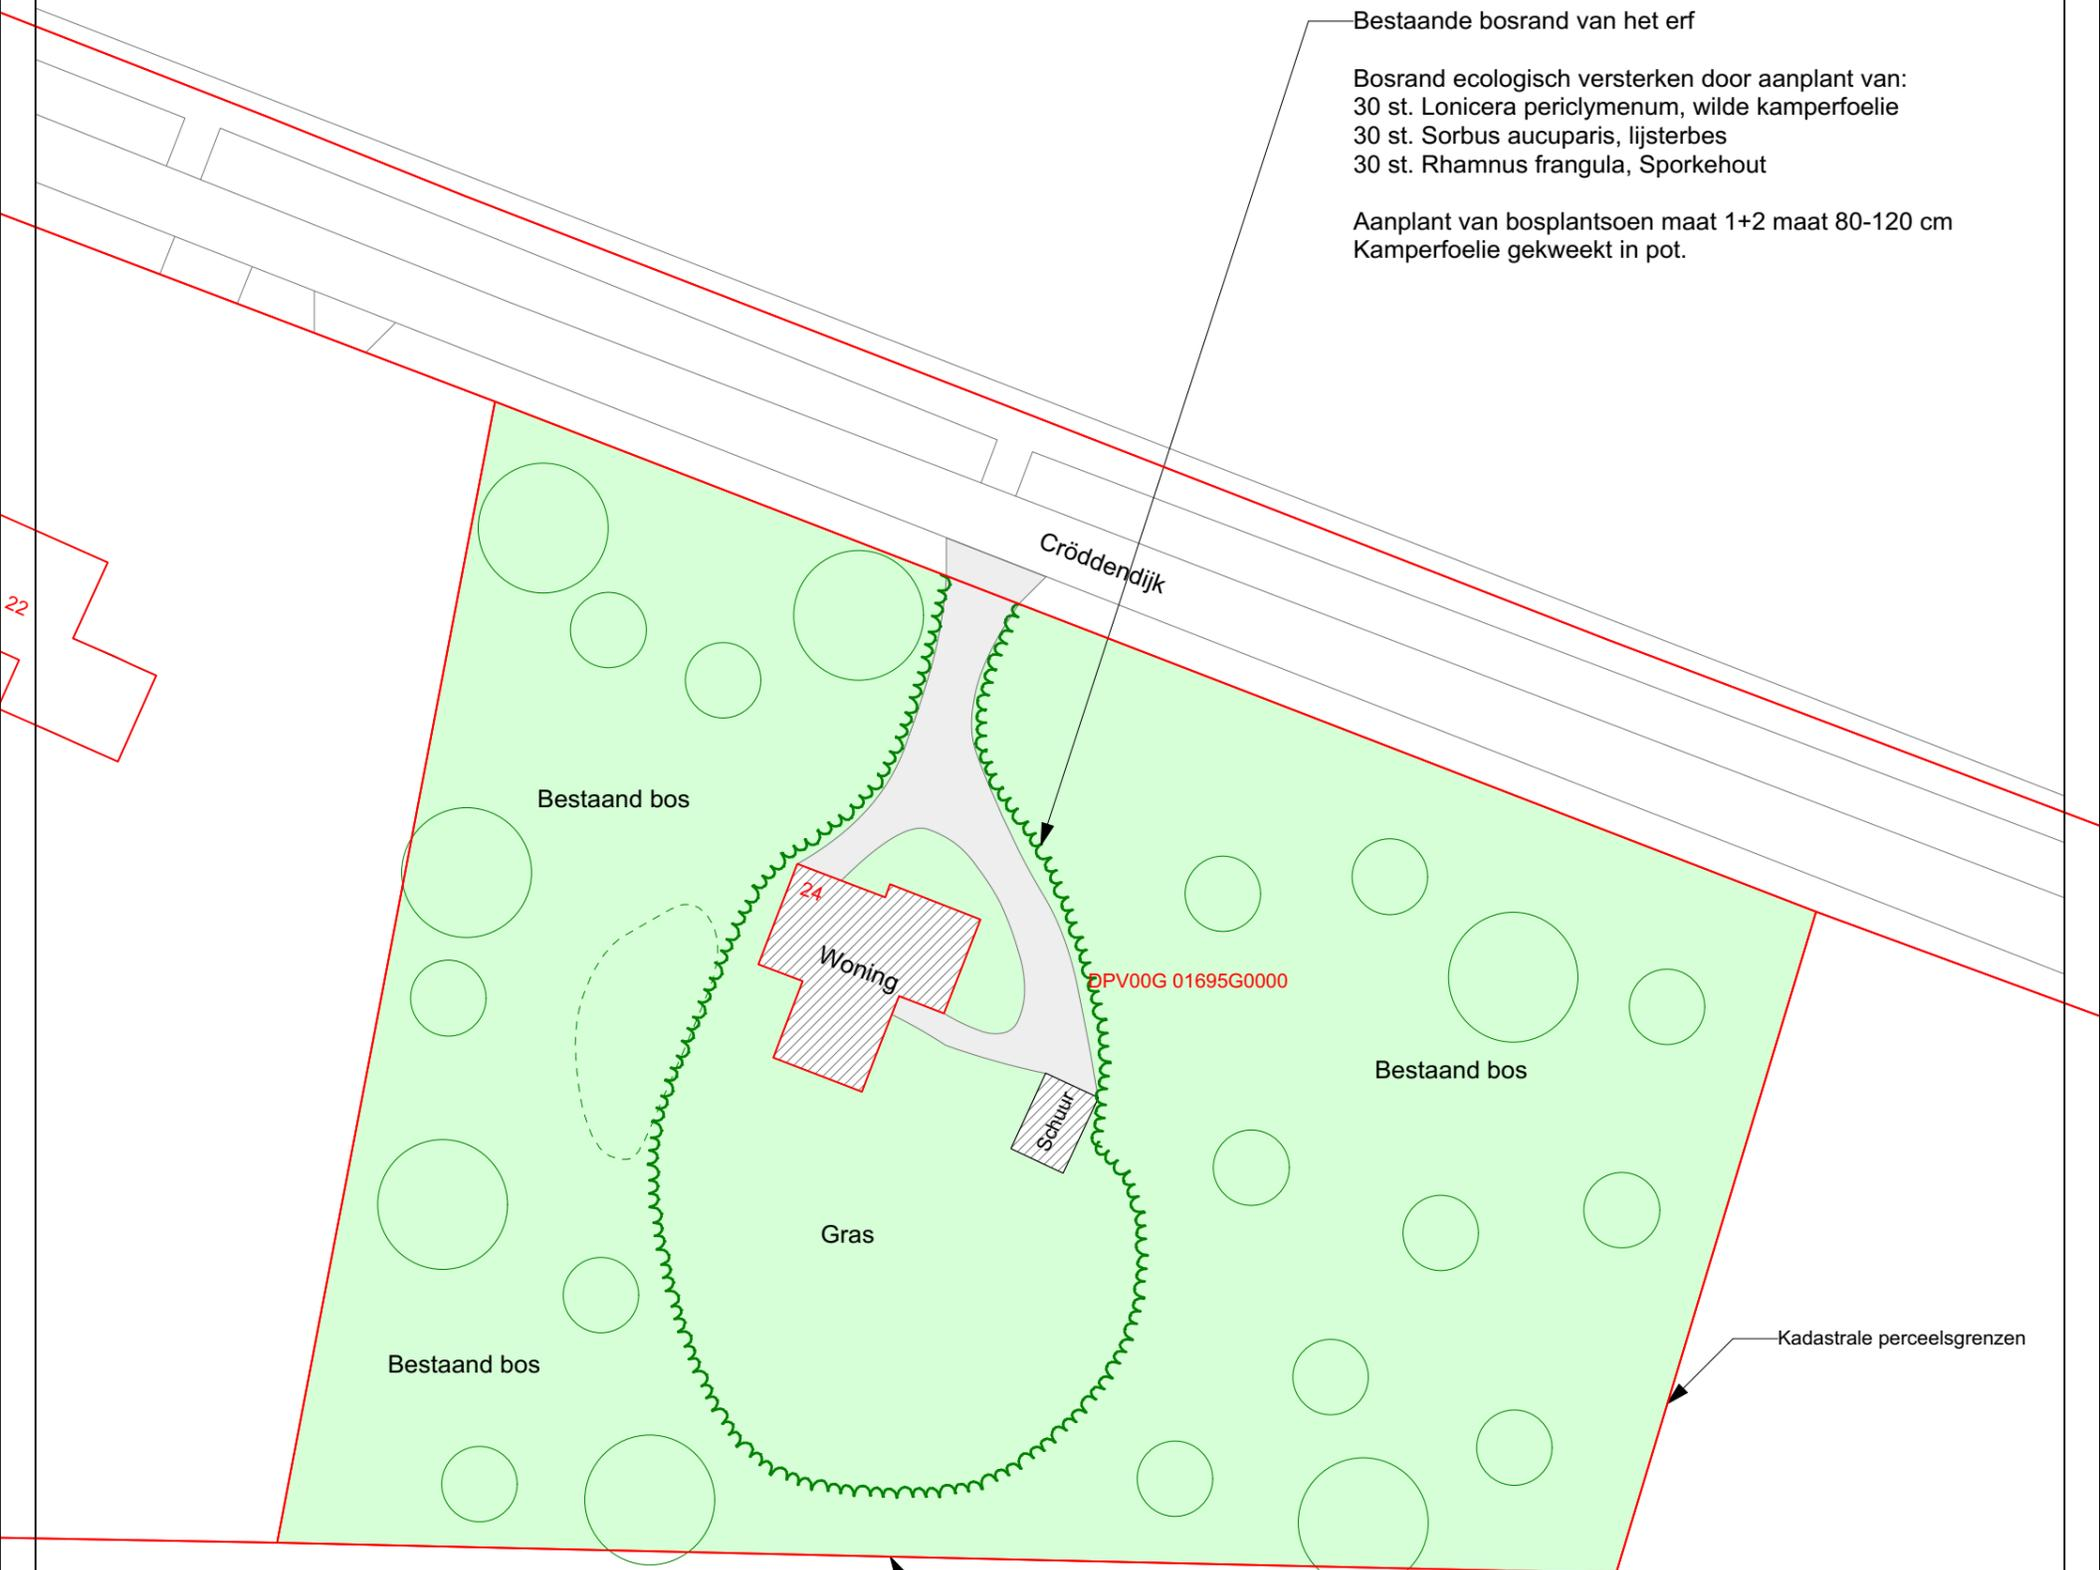 Bestaande bosrand van het erf
Bosrand ecologisch versterken door aanplant van:
30 st. Lonicera periclymenum, wilde kamperfoelie
30 st. Sorbus aucuparis, lijsterbes
30 st. Rhamnus frangula, Sporkehout
Aanplant van bosplantsoen maat 1+2 maat 80-120 cm
Kamperfoelie gekweekt in pot.
Cröddendijk
22
Bestaand bos
24
Woning
DPV00G 01695G0000
Bestaand bos
Schuur
Gras
Kadastrale perceelsgrenzen
Bestaand bos